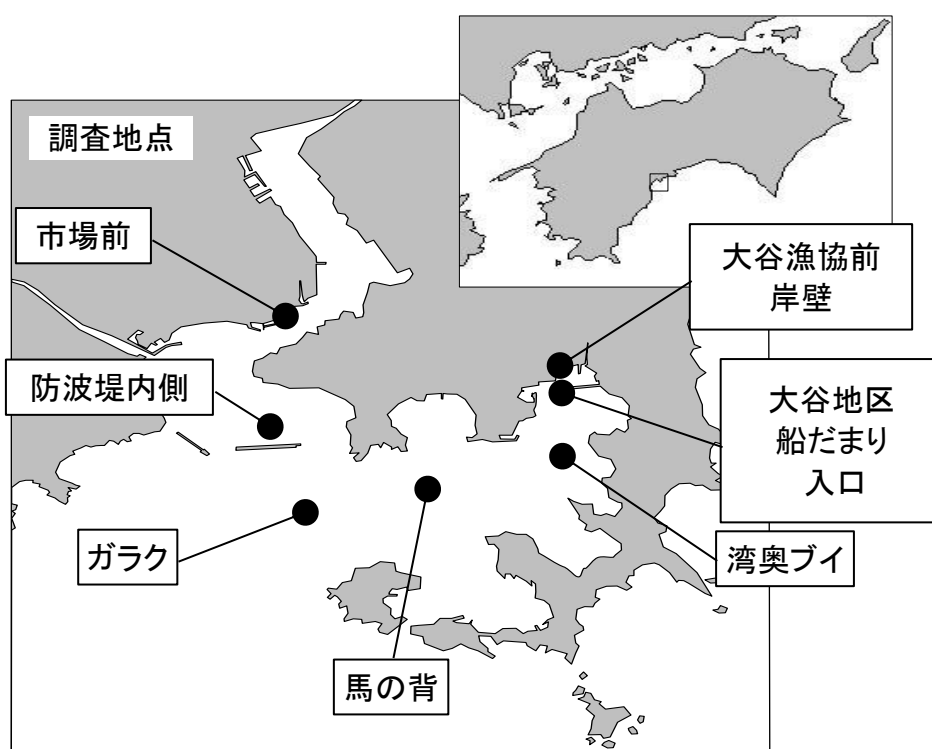 調査地点
市場前
大谷漁協前
岸壁
防波堤内側
大谷地区
船だまり
入口
ガラク
湾奥ブイ
馬の背